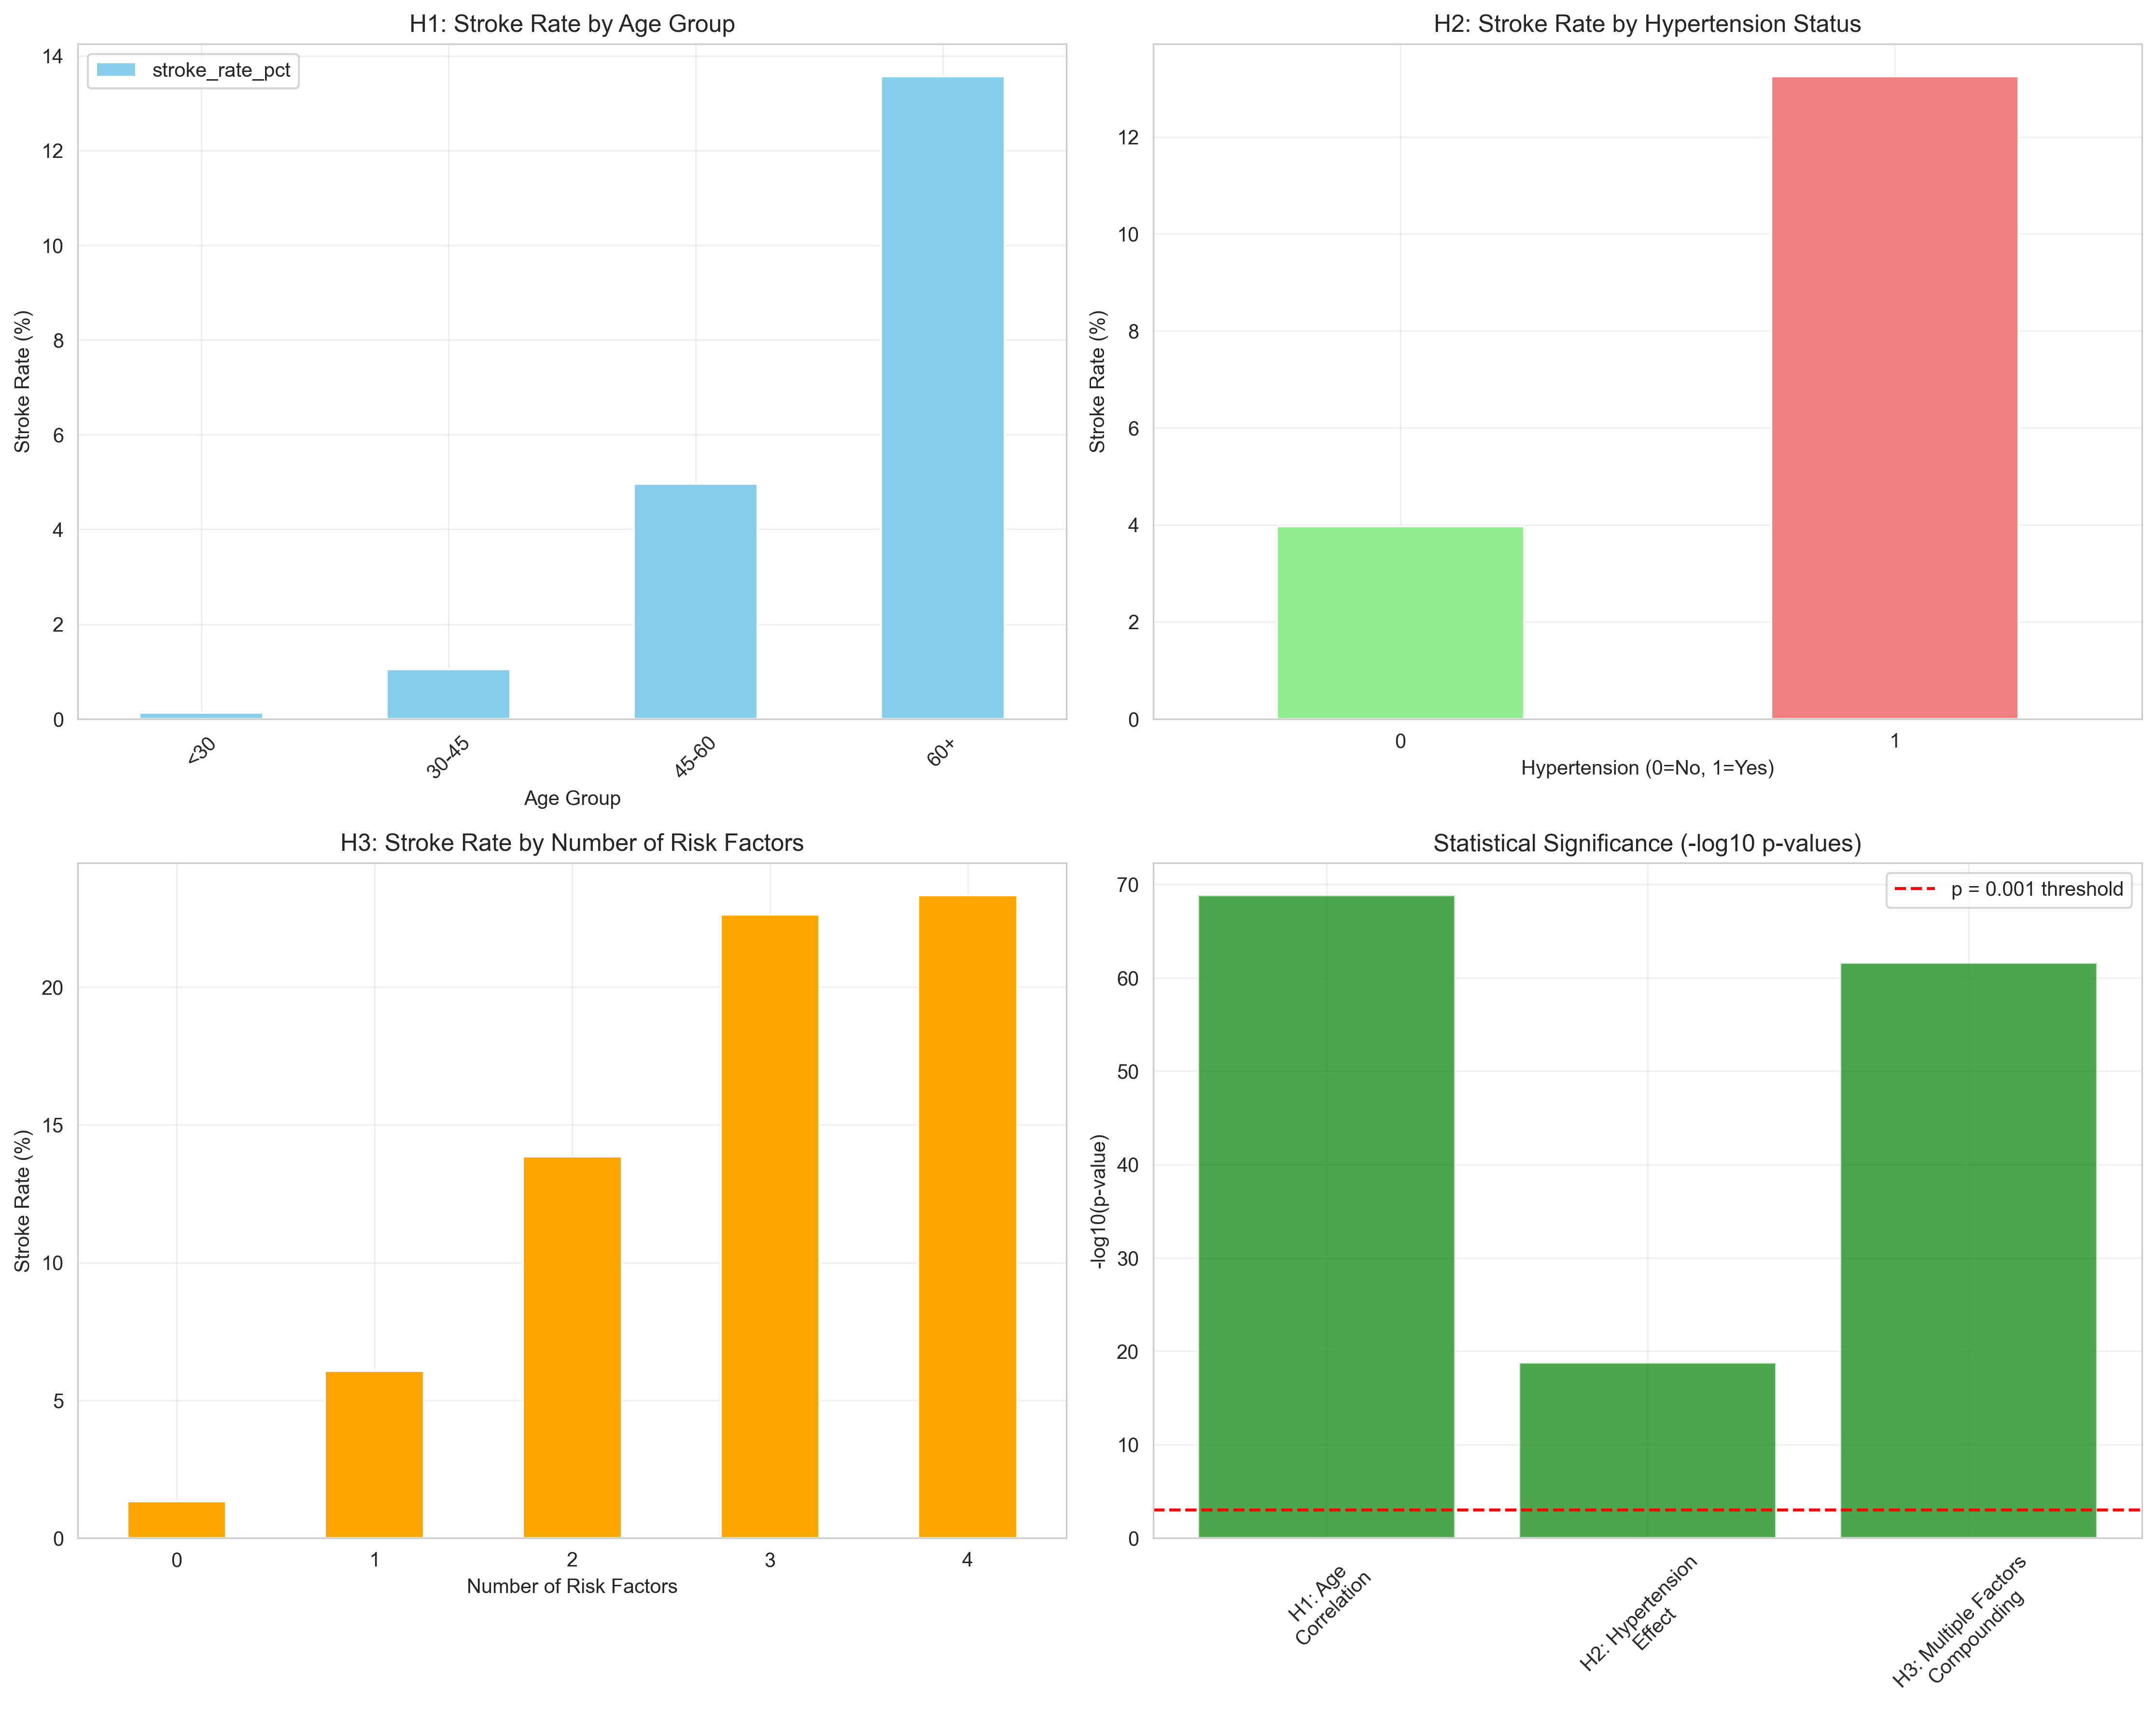 H1: Stroke Rate by Age Group
stroke_rate_pct
14
12
10
8
6
4
2
0
Stroke Rate (%)
<30
30-45
45-60
60+
Age Group
H2: Stroke Rate by Hypertension Status
12
10
8
6
4
2
0
Stroke Rate (%)
0
1
Hypertension (0=No, 1=Yes)
H3: Stroke Rate by Number of Risk Factors
20
15
10
5
0
Stroke Rate (%)
0
1
2
3
4
Number of Risk Factors
Statistical Significance (-log10 p-values)
p = 0.001 threshold
70
60
50
40
30
20
10
0
-log10(p-value)
H1: Age
Correlation
H2: Hypertension
Effect
H3: Multiple Factors
Compounding